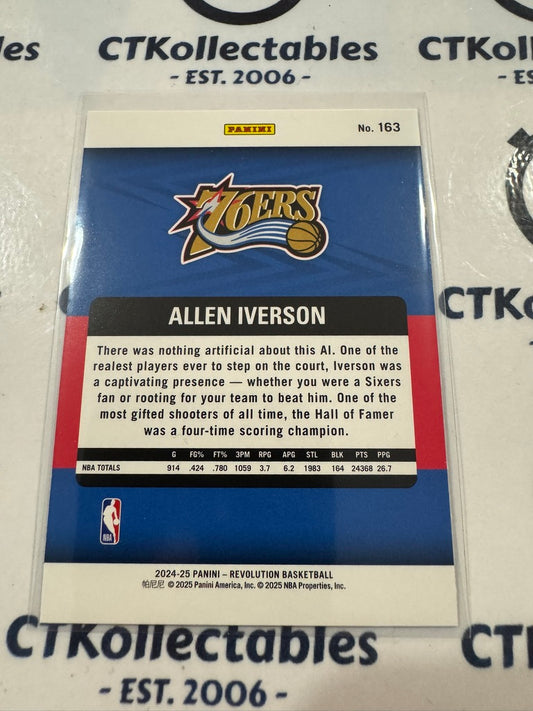 les CTKollectables CTKoll
- EST. 2006 - - ES
PANINI No. 163
76ERS
ALLEN IVERSON
There was nothing artificial about this AI. One of the
realest players ever to step on the court, Iverson was
a captivating presence — whether you were a Sixers
fan or rooting for your team to beat him. One of the
most gifted shooters of all time, the Hall of Famer
was a four-time scoring champion.
G FG% FT% 3PM RPG APG STL BLK PTS PPG
NBA TOTALS 914 .424 .780 1059 3.7 6.2 1983 164 24368 26.7
NBA
2024-25 PANINI – REVOLUTION BASKETBALL
帕尼尼 © 2025 Panini America, Inc. © 2025 NBA Properties, Inc.
CTKo
- E
CTKollectables CT
- EST. 2006 -